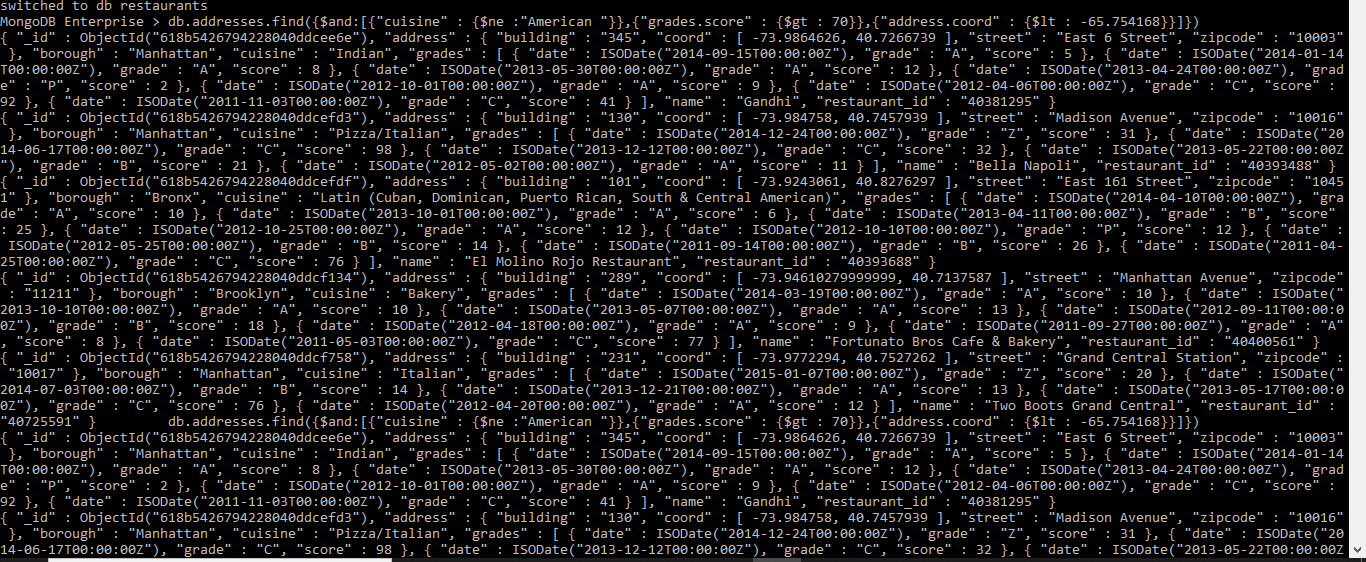 switched to db restaurants
MongoDB Enterprise > db.addresses.find({$and:[{"cuisine" : {$ne :"American "}},{"grades.score" : {$gt : 70}},{"address.coord" : {$lt : -65.754168}}]})
{ "_id" : ObjectId("618b5426794228040ddcee6e"), "address" : { "building" : "345", "coord" : [ -73.9864626, 40.7266739 ], "street" : "East 6 Street", "zipcode" : "10003"
 }, "borough" : "Manhattan", "cuisine" : "Indian", "grades" : [ { "date" : ISODate("2014-09-15T00:00:00Z"), "grade" : "A", "score" : 5 }, { "date" : ISODate("2014-01-14
T00:00:00Z"), "grade" : "A", "score" : 8 }, { "date" : ISODate("2013-05-30T00:00:00Z"), "grade" : "A", "score" : 12 }, { "date" : ISODate("2013-04-24T00:00:00Z"), "grad
e" : "P", "score" : 2 }, { "date" : ISODate("2012-10-01T00:00:00Z"), "grade" : "A", "score" : 9 }, { "date" : ISODate("2012-04-06T00:00:00Z"), "grade" : "C", "score" :
92 }, { "date" : ISODate("2011-11-03T00:00:00Z"), "grade" : "C", "score" : 41 } ], "name" : "Gandhi", "restaurant_id" : "40381295" }
{ "_id" : ObjectId("618b5426794228040ddcefd3"), "address" : { "building" : "130", "coord" : [ -73.984758, 40.7457939 ], "street" : "Madison Avenue", "zipcode" : "10016"
 }, "borough" : "Manhattan", "cuisine" : "Pizza/Italian", "grades" : [ { "date" : ISODate("2014-12-24T00:00:00Z"), "grade" : "Z", "score" : 31 }, { "date" : ISODate("20
14-06-17T00:00:00Z"), "grade" : "C", "score" : 98 }, { "date" : ISODate("2013-12-12T00:00:00Z"), "grade" : "C", "score" : 32 }, { "date" : ISODate("2013-05-22T00:00:00Z
"), "grade" : "B", "score" : 21 }, { "date" : ISODate("2012-05-02T00:00:00Z"), "grade" : "A", "score" : 11 } ], "name" : "Bella Napoli", "restaurant_id" : "40393488" }
{ "_id" : ObjectId("618b5426794228040ddcefdf"), "address" : { "building" : "101", "coord" : [ -73.9243061, 40.8276297 ], "street" : "East 161 Street", "zipcode" : "1045
1" }, "borough" : "Bronx", "cuisine" : "Latin (Cuban, Dominican, Puerto Rican, South & Central American)", "grades" : [ { "date" : ISODate("2014-04-10T00:00:00Z"), "gra
de" : "A", "score" : 10 }, { "date" : ISODate("2013-10-01T00:00:00Z"), "grade" : "A", "score" : 6 }, { "date" : ISODate("2013-04-11T00:00:00Z"), "grade" : "B", "score"
: 25 }, { "date" : ISODate("2012-10-25T00:00:00Z"), "grade" : "A", "score" : 12 }, { "date" : ISODate("2012-10-10T00:00:00Z"), "grade" : "P", "score" : 12 }, { "date" :
 ISODate("2012-05-25T00:00:00Z"), "grade" : "B", "score" : 14 }, { "date" : ISODate("2011-09-14T00:00:00Z"), "grade" : "B", "score" : 26 }, { "date" : ISODate("2011-04-
25T00:00:00Z"), "grade" : "C", "score" : 76 } ], "name" : "El Molino Rojo Restaurant", "restaurant_id" : "40393688" }
{ "_id" : ObjectId("618b5426794228040ddcf134"), "address" : { "building" : "289", "coord" : [ -73.94610279999999, 40.7137587 ], "street" : "Manhattan Avenue", "zipcode"
 : "11211" }, "borough" : "Brooklyn", "cuisine" : "Bakery", "grades" : [ { "date" : ISODate("2014-03-19T00:00:00Z"), "grade" : "A", "score" : 10 }, { "date" : ISODate("
2013-10-10T00:00:00Z"), "grade" : "A", "score" : 10 }, { "date" : ISODate("2013-05-07T00:00:00Z"), "grade" : "A", "score" : 13 }, { "date" : ISODate("2012-09-11T00:00:0
0Z"), "grade" : "B", "score" : 18 }, { "date" : ISODate("2012-04-18T00:00:00Z"), "grade" : "A", "score" : 9 }, { "date" : ISODate("2011-09-27T00:00:00Z"), "grade" : "A"
, "score" : 8 }, { "date" : ISODate("2011-05-03T00:00:00Z"), "grade" : "C", "score" : 77 } ], "name" : "Fortunato Bros Cafe & Bakery", "restaurant_id" : "40400561" }
{ "_id" : ObjectId("618b5426794228040ddcf758"), "address" : { "building" : "231", "coord" : [ -73.9772294, 40.7527262 ], "street" : "Grand Central Station", "zipcode" :
 "10017" }, "borough" : "Manhattan", "cuisine" : "Italian", "grades" : [ { "date" : ISODate("2015-01-07T00:00:00Z"), "grade" : "Z", "score" : 20 }, { "date" : ISODate("
2014-07-03T00:00:00Z"), "grade" : "B", "score" : 14 }, { "date" : ISODate("2013-12-21T00:00:00Z"), "grade" : "A", "score" : 13 }, { "date" : ISODate("2013-05-17T00:00:0
0Z"), "grade" : "C", "score" : 76 }, { "date" : ISODate("2012-04-20T00:00:00Z"), "grade" : "A", "score" : 12 } ], "name" : "Two Boots Grand Central", "restaurant_id" :
"40725591" }         db.addresses.find({$and:[{"cuisine" : {$ne :"American "}},{"grades.score" : {$gt : 70}},{"address.coord" : {$lt : -65.754168}}]})
{ "_id" : ObjectId("618b5426794228040ddcee6e"), "address" : { "building" : "345", "coord" : [ -73.9864626, 40.7266739 ], "street" : "East 6 Street", "zipcode" : "10003"
 }, "borough" : "Manhattan", "cuisine" : "Indian", "grades" : [ { "date" : ISODate("2014-09-15T00:00:00Z"), "grade" : "A", "score" : 5 }, { "date" : ISODate("2014-01-14
T00:00:00Z"), "grade" : "A", "score" : 8 }, { "date" : ISODate("2013-05-30T00:00:00Z"), "grade" : "A", "score" : 12 }, { "date" : ISODate("2013-04-24T00:00:00Z"), "grad
e" : "P", "score" : 2 }, { "date" : ISODate("2012-10-01T00:00:00Z"), "grade" : "A", "score" : 9 }, { "date" : ISODate("2012-04-06T00:00:00Z"), "grade" : "C", "score" :
92 }, { "date" : ISODate("2011-11-03T00:00:00Z"), "grade" : "C", "score" : 41 } ], "name" : "Gandhi", "restaurant_id" : "40381295" }
{ "_id" : ObjectId("618b5426794228040ddcefd3"), "address" : { "building" : "130", "coord" : [ -73.984758, 40.7457939 ], "street" : "Madison Avenue", "zipcode" : "10016"
 }, "borough" : "Manhattan", "cuisine" : "Pizza/Italian", "grades" : [ { "date" : ISODate("2014-12-24T00:00:00Z"), "grade" : "Z", "score" : 31 }, { "date" : ISODate("20
14-06-17T00:00:00Z"), "grade" : "C", "score" : 98 }, { "date" : ISODate("2013-12-12T00:00:00Z"), "grade" : "C", "score" : 32 }, { "date" : ISODate("2013-05-22T00:00:00Z